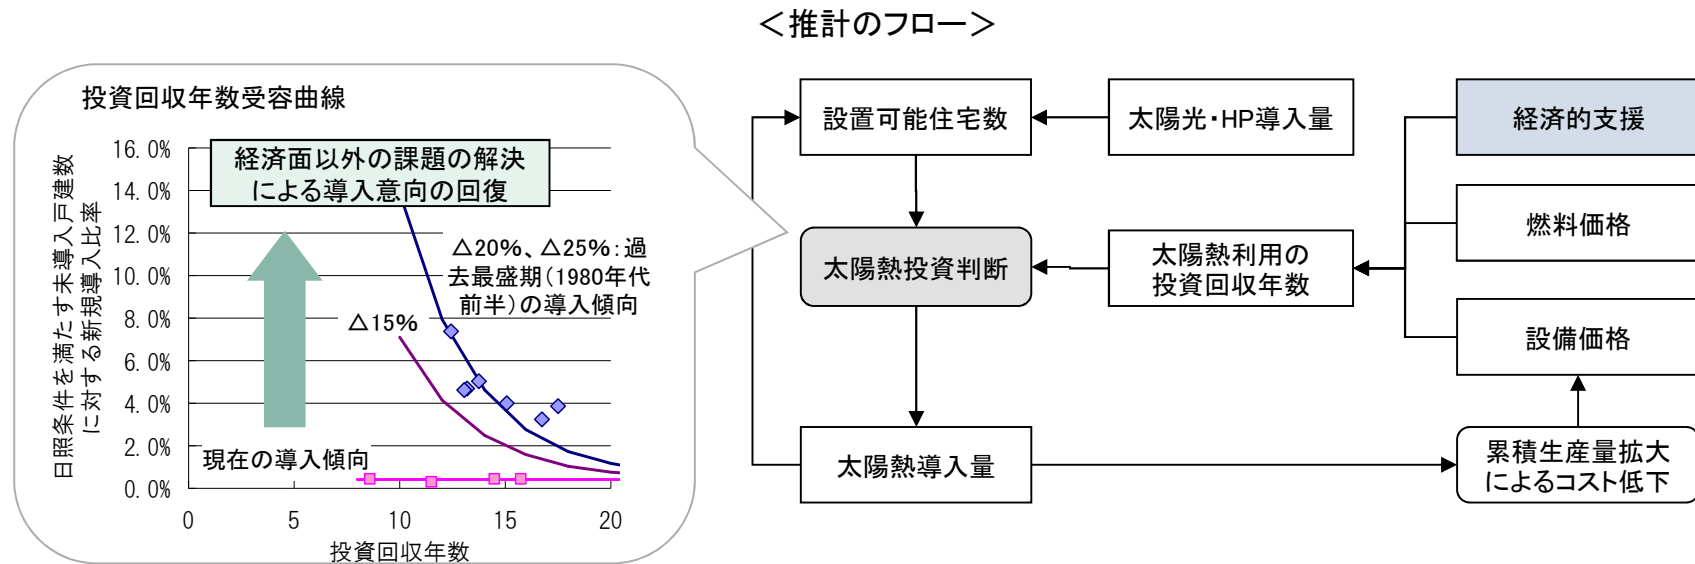 ＜推計のフロー＞
投資回収年数受容曲線
日照条件を満たす未導入戸建数
に対する新規導入比率
16.0%
14.0%
12.0%
10.0%
8.0%
6.0%
4.0%
2.0%
0.0%
経済面以外の課題の解決
による導入意向の回復
△20%、△25%：過
去最盛期(1980年代
前半)の導入傾向
△15%
現在の導入傾向
0
5
10
15
20
投資回収年数
設置可能住宅数
太陽光・HP導入量
経済的支援
燃料価格
太陽熱投資判断
太陽熱利用の
投資回収年数
設備価格
太陽熱導入量
累積生産量拡大
によるコスト低下